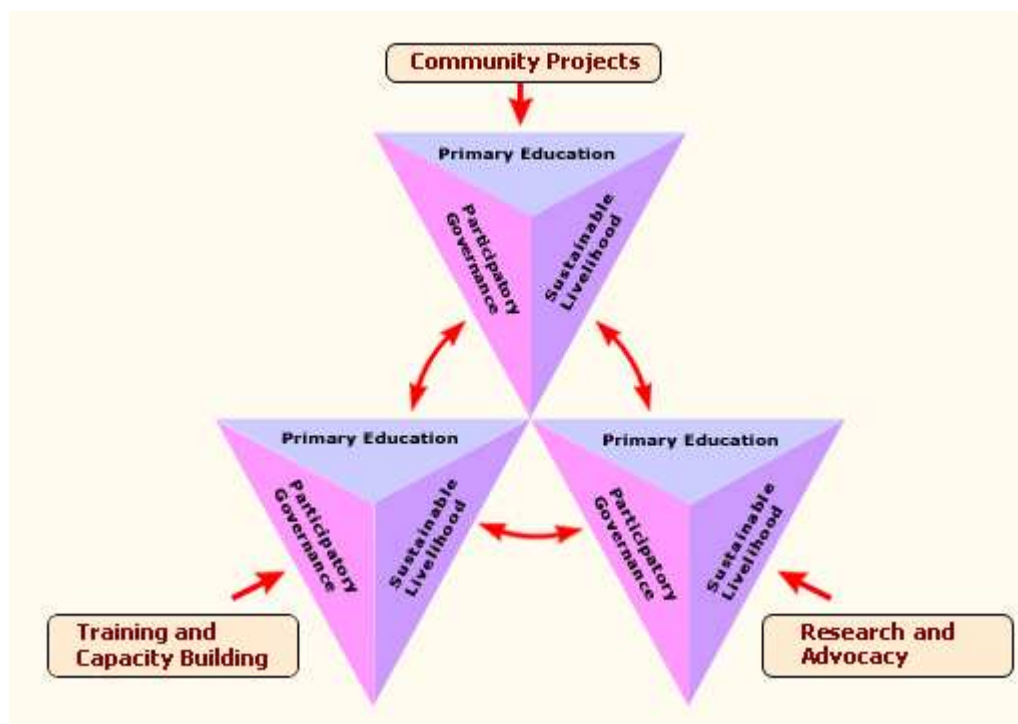 Community Projects
Primary Education
Participatory
Governance
Sustainable
Livelihood
Primary Education
Participatory
Governance
Sustainable
Livelihood
Primary Education
Participatory
Governance
Sustainable
Livelihood
Training and
Capacity Building
Research and
Advocacy